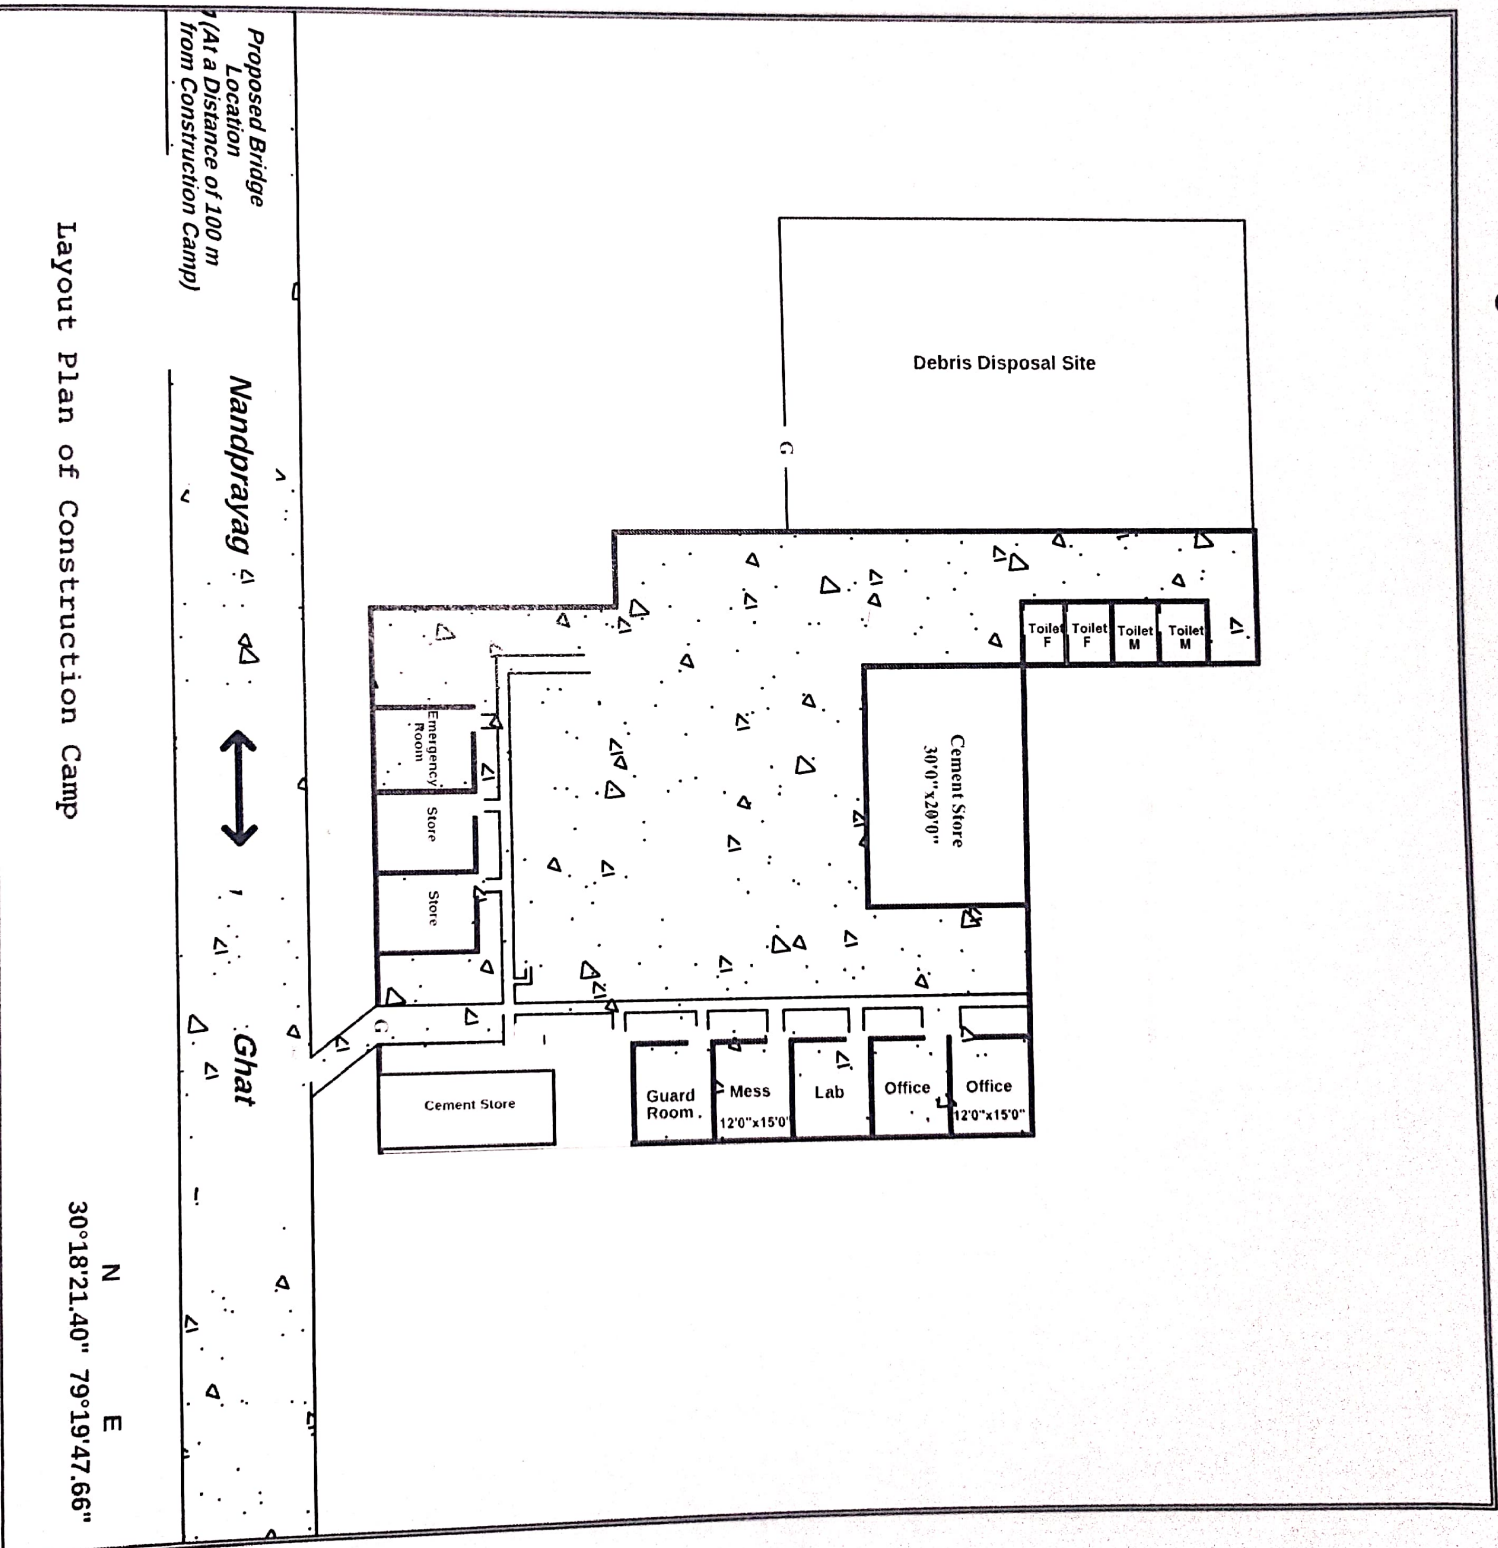 Proposed Bridge
Location
(At a Distance of 100 m
from Construction Camp)
Nandprayag
Ghat
Debris Disposal Site
G
Toilet
F
Toilet
F
Toilet
M
Toilet
M
Cement Store
30'0"x20'0"
Emergency
Room
Store
Store
G
Cement Store
Guard
Room
Mess
12'0"x15'0"
Lab
Office
Office
12'0"x15'0"
Layout Plan of Construction Camp
N E
30°18'21.40" 79°19'47.66"